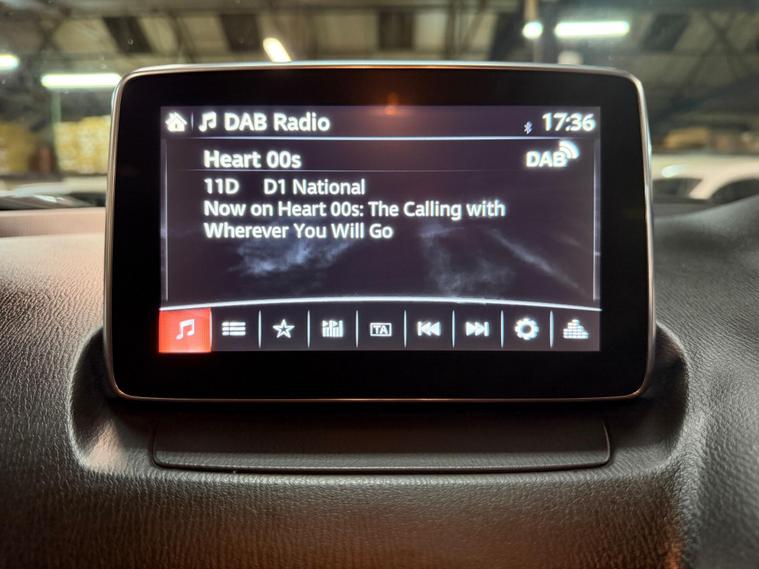 DAB Radio 17:36
Heart 00s DAB
11D D1 National
Now on Heart 00s: The Calling with
Wherever You Will Go
TA